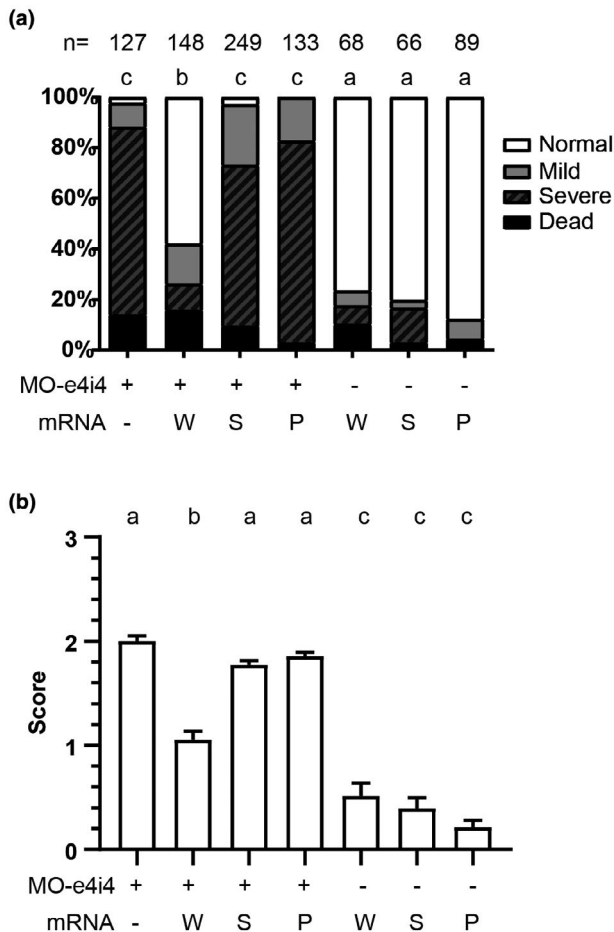 (a)
n= 127 148 249 133 68 66 89
c b c c a a a
100%
80%
60%
40%
20%
0%
Normal
Mild
Severe
Dead
MO-e4i4 + + + + - - -
mRNA - W S P W S P
(b)
a b a a c c c
3
2
1
0
Score
MO-e4i4 + + + + - - -
mRNA - W S P W S P